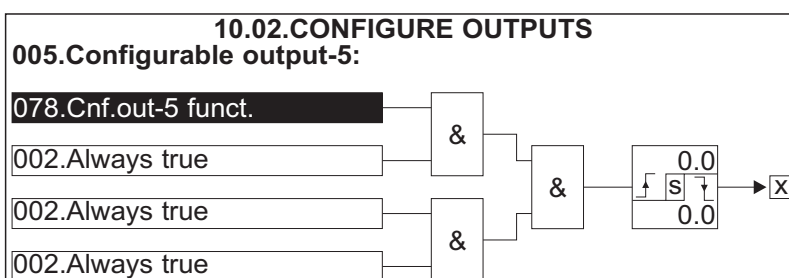 10.02.CONFIGURE OUTPUTS
005.Configurable output-5:
078.Cnf.out-5 funct.
&
002.Always true
0.0
& S X
002.Always true
0.0
&
002.Always true